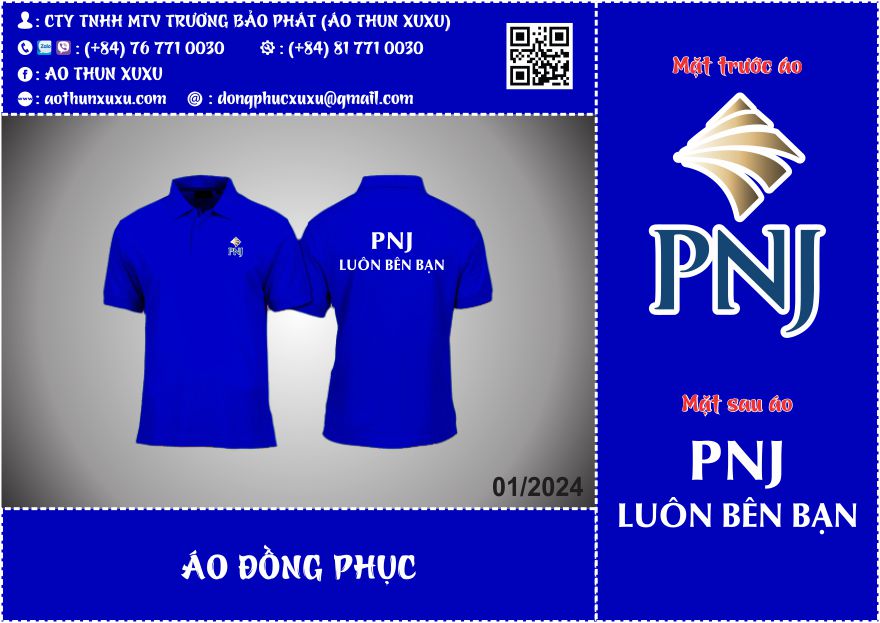 : CTY TNHH MTV TRƯƠNG BẢO PHÁT (ÁO THUN XUXU)
Zalo : (+84) 76 771 0030 : (+84) 81 771 0030
: AO THUN XUXU
: aothunxuxu.com @ : dongphucxuxu@gmail.com
PNJ
PNJ
LUÔN BÊN BẠN
01/2024
ÁO ĐỒNG PHỤC
Mặt trước áo
PNJ
Mặt sau áo
PNJ
LUÔN BÊN BẠN